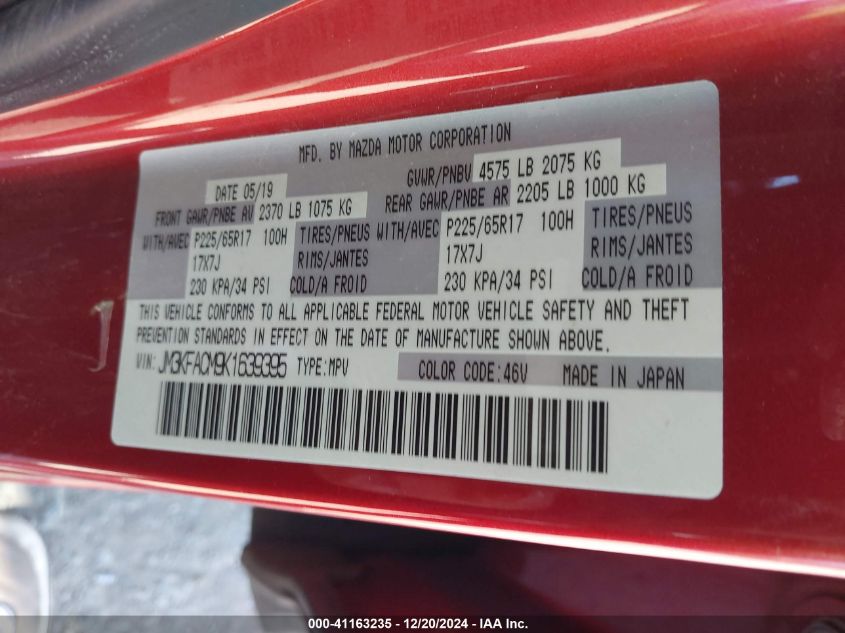 MFD. BY MAZDA MOTOR CORPORATION
DATE 05/19 GVWR/PNBV 4575 LB 2075 KG
FRONT GAWR/PNBE AV 2370 LB 1075 KG REAR GAWR/PNBE AR 2205 LB 1000 KG
WITH/AVEC P225/65R17 100H TIRES/PNEUS WITH/AVEC P225/65R17 100H TIRES/PNEUS
17X7J RIMS/JANTES 17X7J RIMS/JANTES
230 KPA/34 PSI COLD/A FROID 230 KPA/34 PSI COLD/A FROID
THIS VEHICLE CONFORMS TO ALL APPLICABLE FEDERAL MOTOR VEHICLE SAFETY AND THEFT
PREVENTION STANDARDS IN EFFECT ON THE DATE OF MANUFACTURE SHOWN ABOVE.
VIN: JM3KFACM9K1639395 TYPE:MPV COLOR CODE:46V MADE IN JAPAN
000-41163235 - 12/20/2024 - IAA Inc.